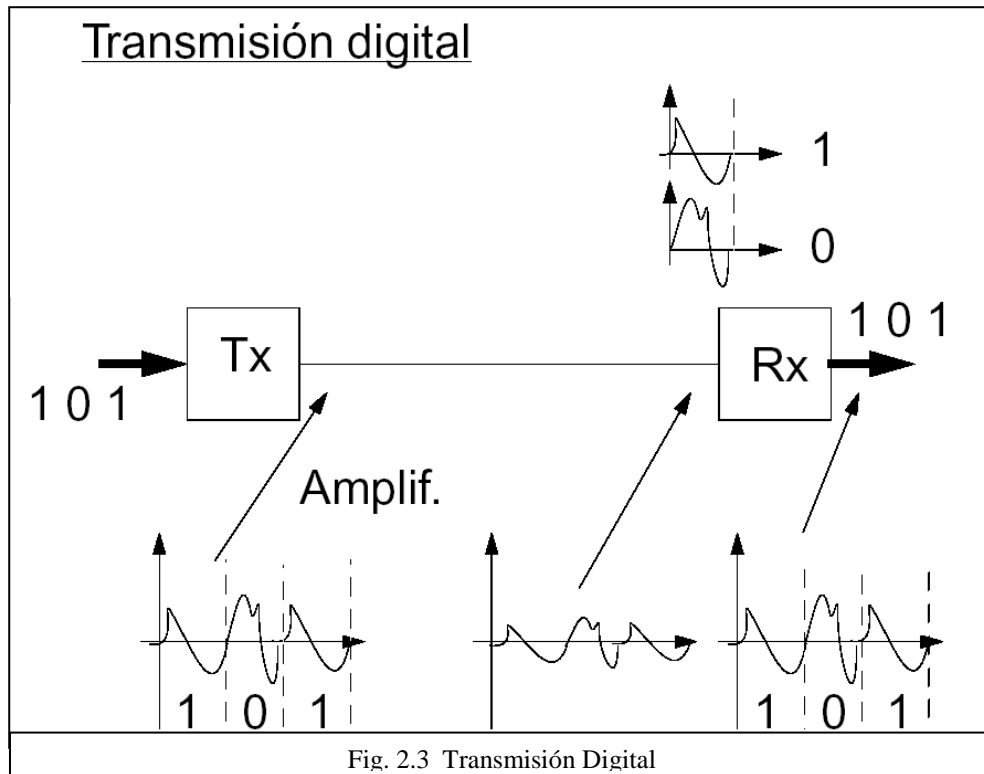 Transmisión digital
1
0
1 0 1
Tx
Rx
1 0 1
Amplif.
1 0 1
1 0 1
Fig. 2.3 Transmisión Digital